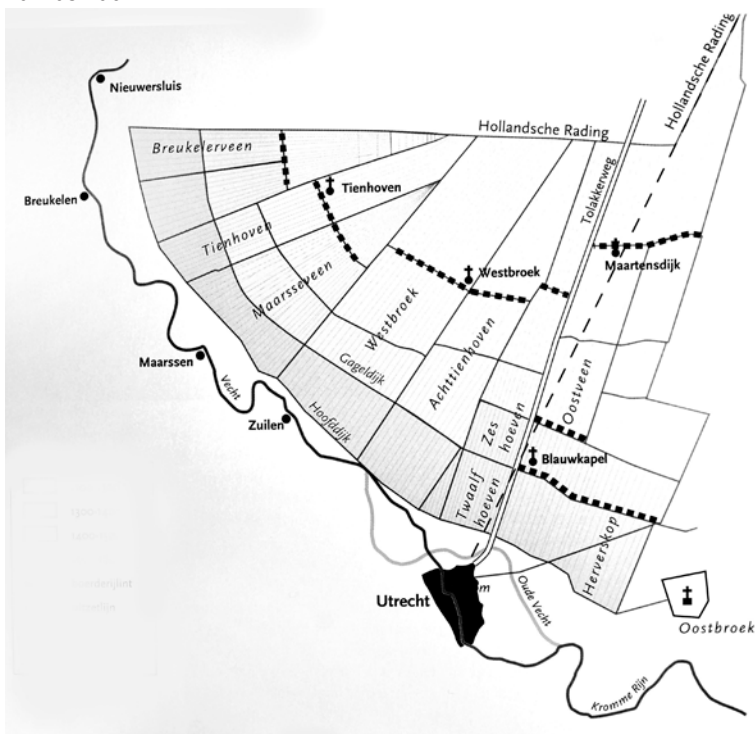 Nieuwersluis
Hollandsche Rading
Hollandsche Rading
Breukelerveen
Tolakkerweg
Tienhoven
Breukelen
Tienhoven
Westbroek
Maartensdijk
Maarsseveen
Westbroek
Achttienhoven
Oostveen
Maarssen
Vecht
Gageldijk
Zuilen
Hoofddijk
Zes
hoeven
Blauwkapel
Twaalf
hoeven
Herverskop
Utrecht
Oude Vecht
Oostbroek
Kromme Rijn